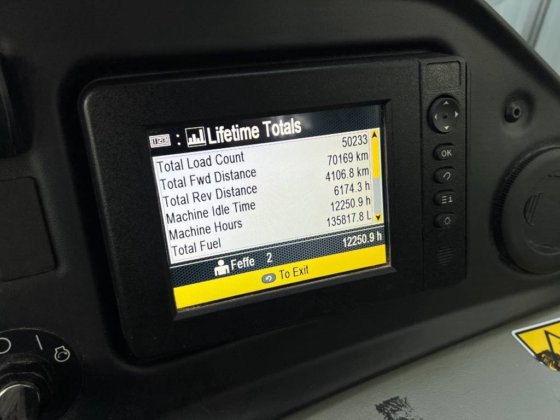 123 : Lifetime Totals
Total Load Count 50233
Total Fwd Distance 70169 km
Total Rev Distance 4106.8 km
Machine Idle Time 6174.3 h
Machine Hours 12250.9 h
Total Fuel 135817.8 L
Feffe 2 12250.9 h
To Exit
OK